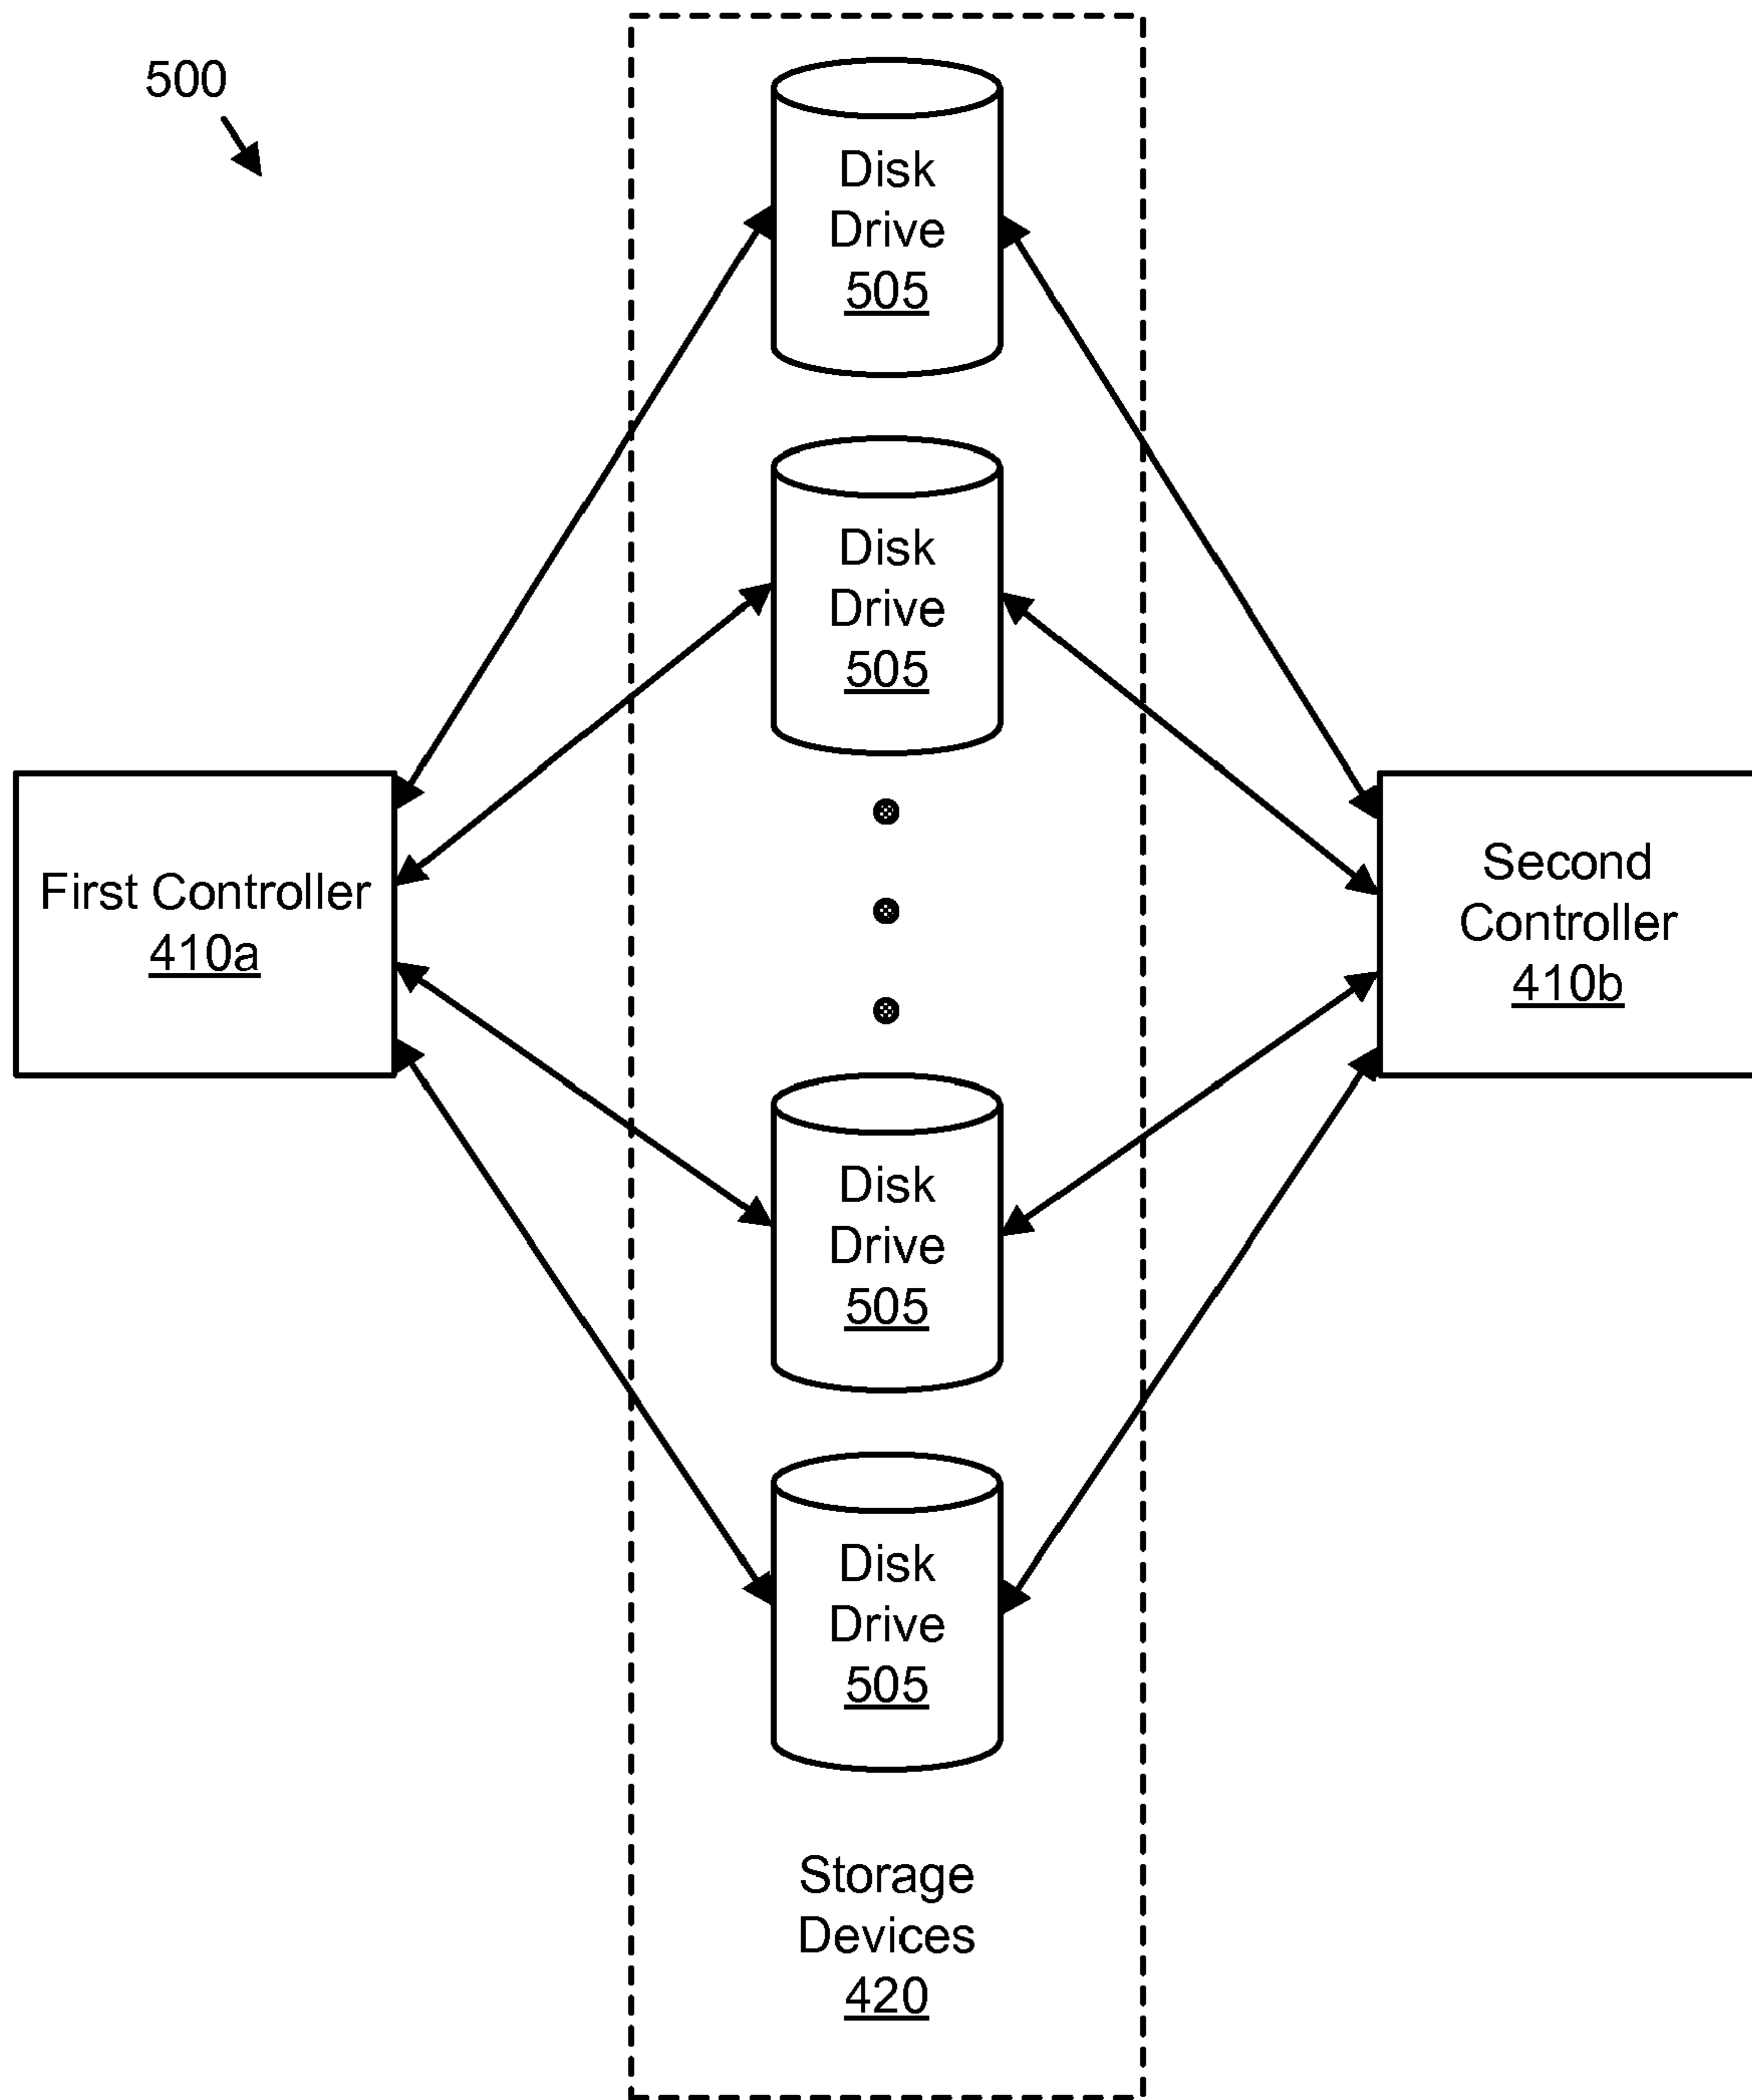 500
Disk
Drive
505
Disk
Drive
505
First Controller
410a
Second
Controller
410b
Disk
Drive
505
Disk
Drive
505
Storage
Devices
420